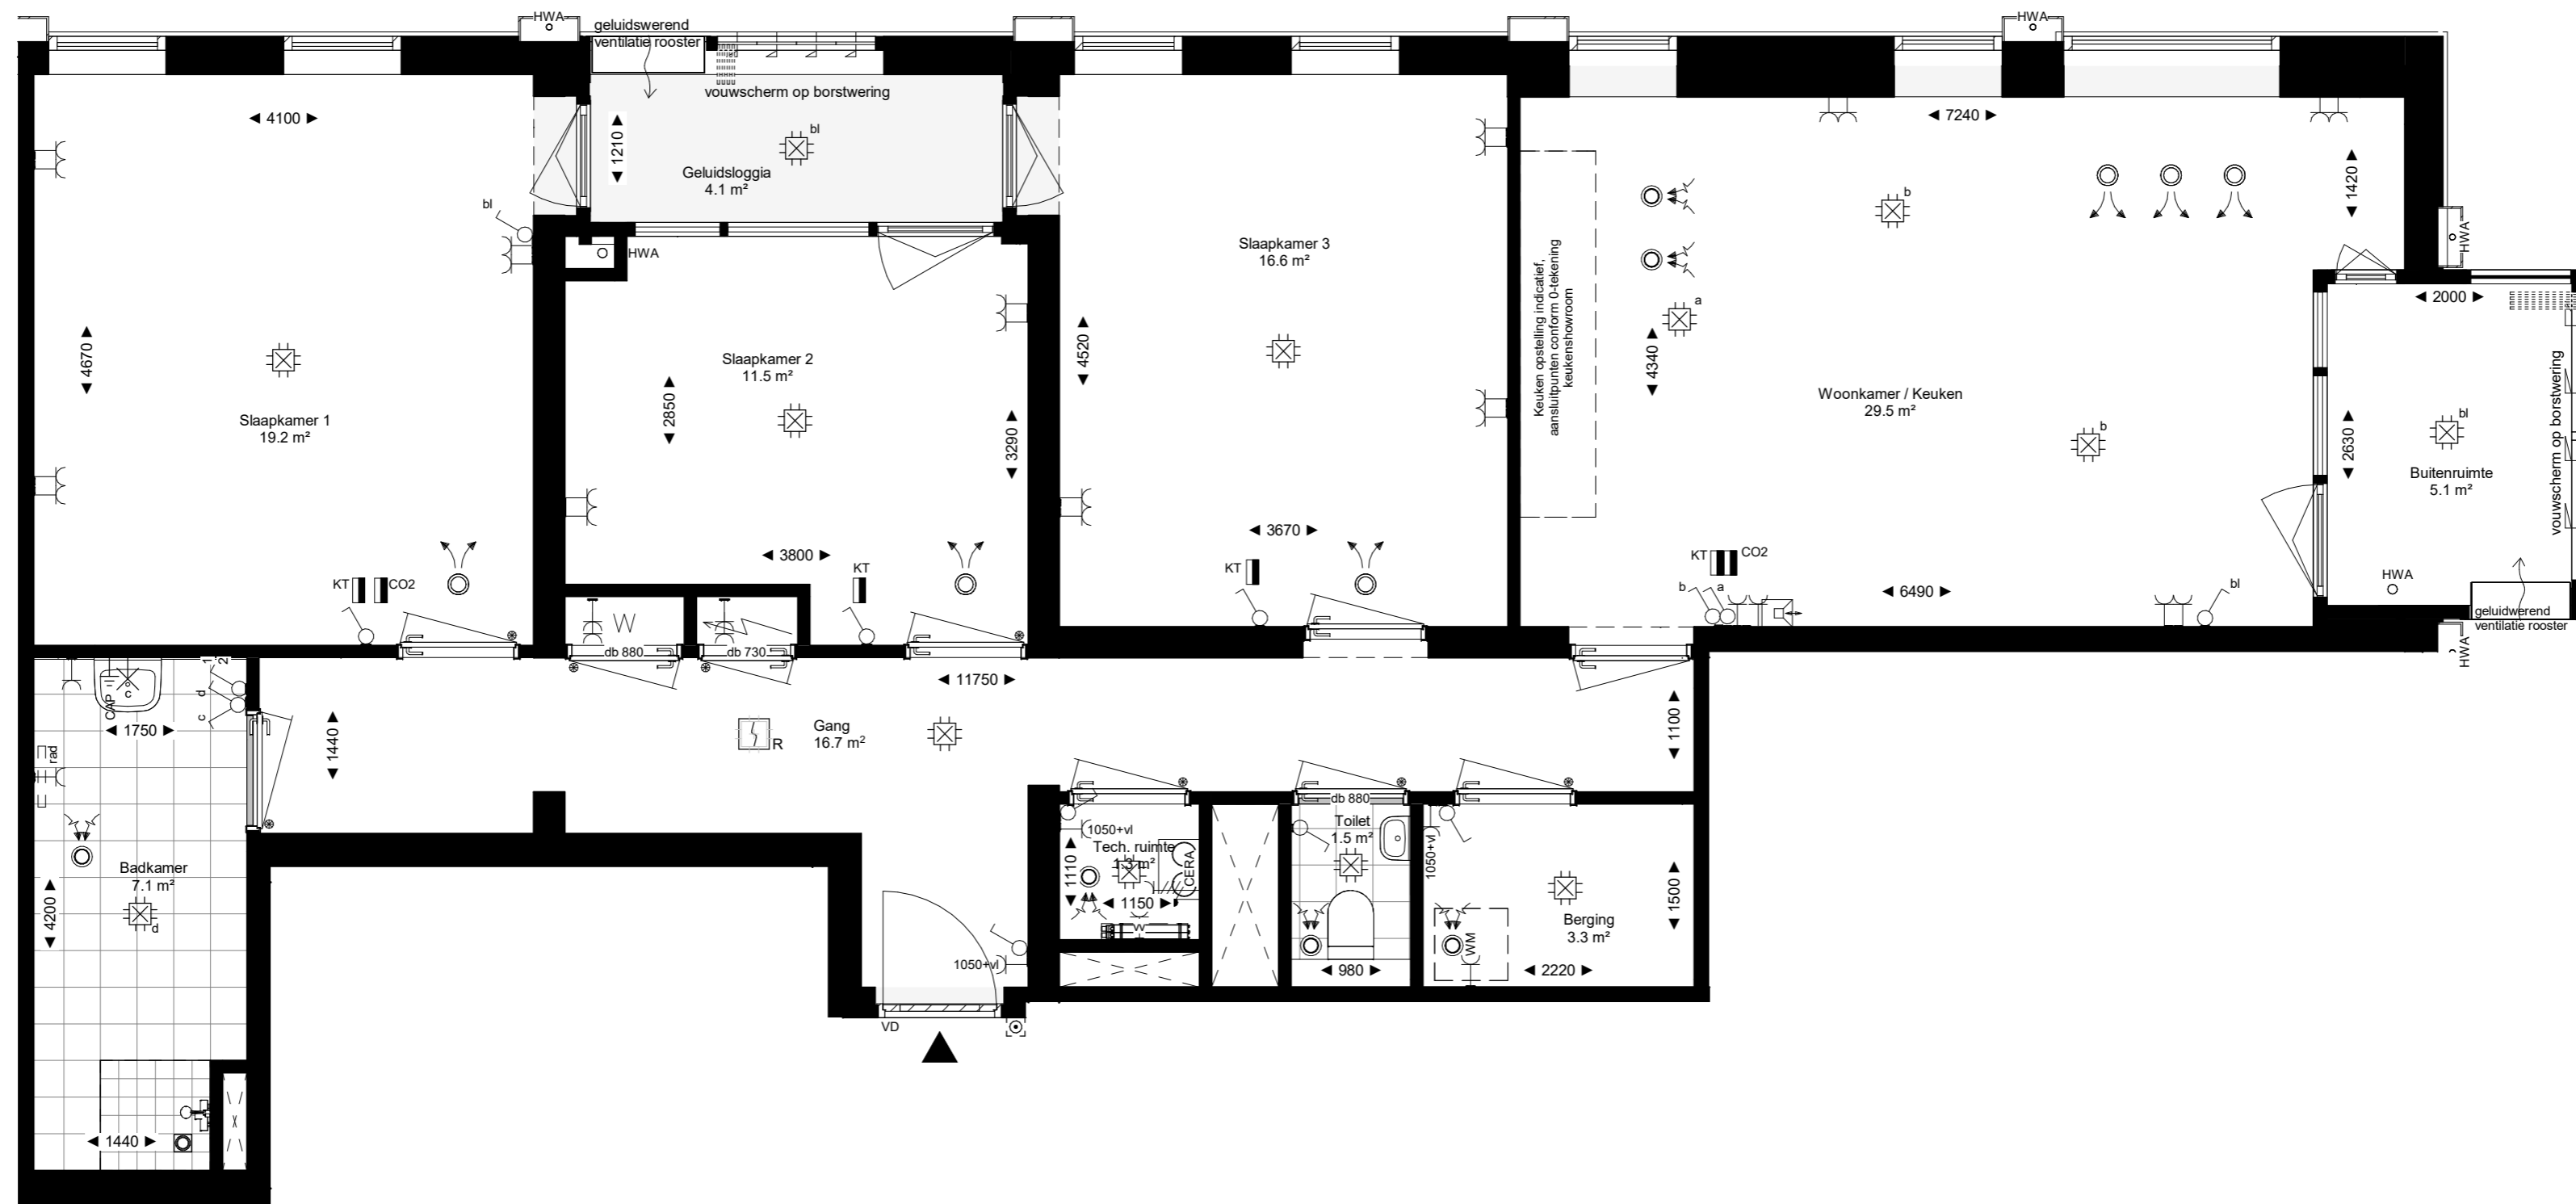 HWA
HWA
geluidswerend
ventilatie rooster
vouwscherm op borstwering
4100
1210
bl
Geluidsloggia
4.1 m²
7240
1420
b
bl
HWA
Slaapkamer 3
16.6 m²
HWA
2000
a
4670
4520
4340
Keuken opstelling indicatief,
aansluitpunten conform 0-tekening
keukenshowroom
Slaapkamer 2
11.5 m²
2850
3290
Slaapkamer 1
19.2 m²
Woonkamer / Keuken
29.5 m²
b
2630
bl
Buitenruimte
5.1 m²
vouwscherm op borstwering
3670
3800
KT
CO2
KT
KT
KT
CO2
b
a
6490
bl
HWA
geluidwerend
ventilatie rooster
HWA
W
db 880
db 730
11750
1
2
d
c
c
CAP
1750
rad
1440
R
Gang
16.7 m²
1100
db 880
1050+vl
Tech. ruimte
1.3 m²
1110
1150
CERA
W
Toilet
1.5 m²
980
1050+vl
WM
1500
Berging
3.3 m²
2220
Badkamer
7.1 m²
d
4200
1050+vl
VD
1440